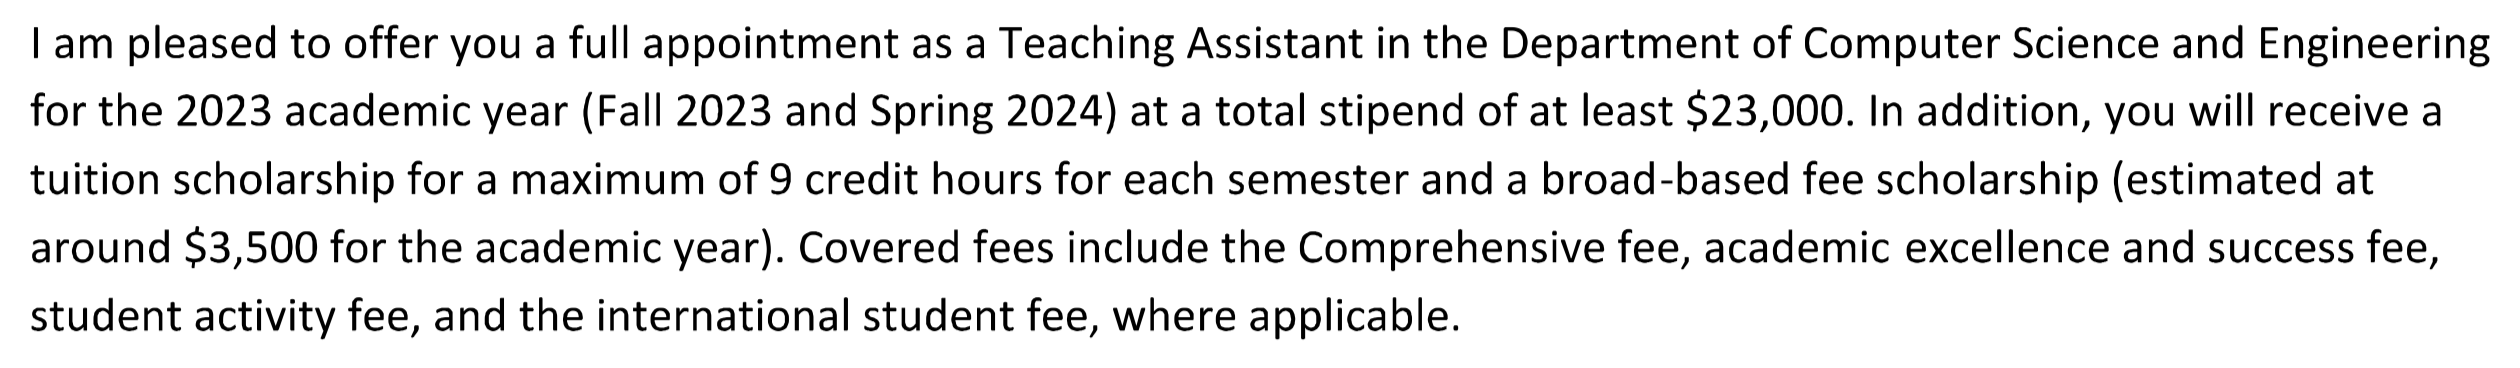 I am pleased to offer you a full appointment as a Teaching Assistant in the Department of Computer Science and Engineering
for the 2023 academic year (Fall 2023 and Spring 2024) at a total stipend of at least $23,000. In addition, you will receive a
tuition scholarship for a maximum of 9 credit hours for each semester and a broad-based fee scholarship (estimated at
around $3,500 for the academic year). Covered fees include the Comprehensive fee, academic excellence and success fee,
student activity fee, and the international student fee, where applicable.